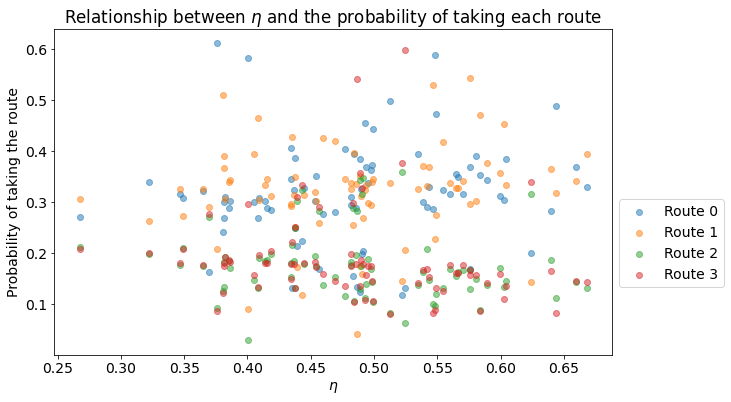 Relationship between η and the probability of taking each route
Probability of taking the route
0.6
0.5
0.4
0.3
0.2
0.1
0.25 0.30 0.35 0.40 0.45 0.50 0.55 0.60 0.65
η
Route 0
Route 1
Route 2
Route 3